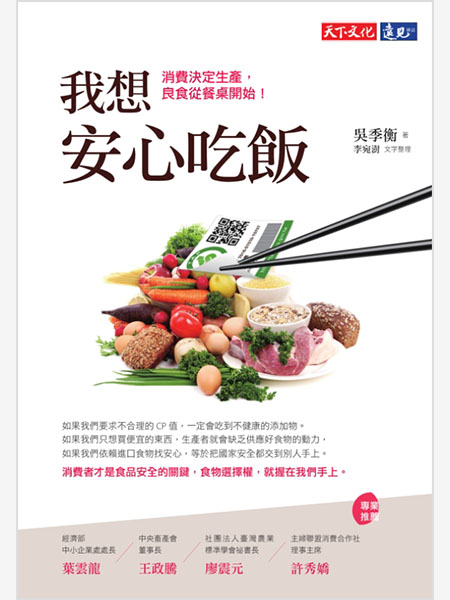 天下文化 遠見
消費決定生產，
良食從餐桌開始！
我想
安心吃飯
吳季衡 著
李宛澍 文字整理
如果我們要求不合理的 CP 值，一定會吃到不健康的添加物。
如果我們只想買便宜的東西，生產者就會缺乏供應好食物的動力，
如果我們依賴進口食物找安心，等於把國家安全都交到別人手上。
消費者才是食品安全的關鍵，食物選擇權，就握在我們手上。
專業
推薦
經濟部
中小企業處處長
葉雲龍
中央畜產會
董事長
王政騰
社團法人臺灣農業
標準學會祕書長
廖震元
主婦聯盟消費合作社
理事主席
許秀嬌